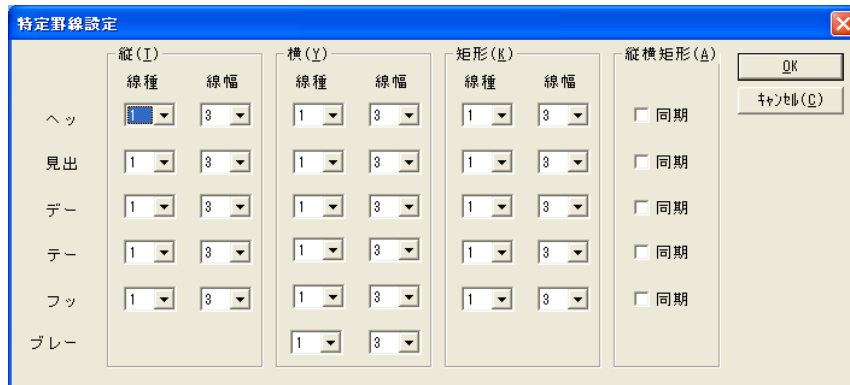 特定罫線設定
縦(T) 横(Y) 矩形(K) 縦横矩形(A) OK
線種 線幅 線種 線幅 線種 線幅 ｷｬﾝｾﾙ(C)
ヘッ 1 3 1 3 1 3 同期
見出 1 3 1 3 1 3 同期
デー 1 3 1 3 1 3 同期
テー 1 3 1 3 1 3 同期
フッ 1 3 1 3 1 3 同期
ブレー 1 3